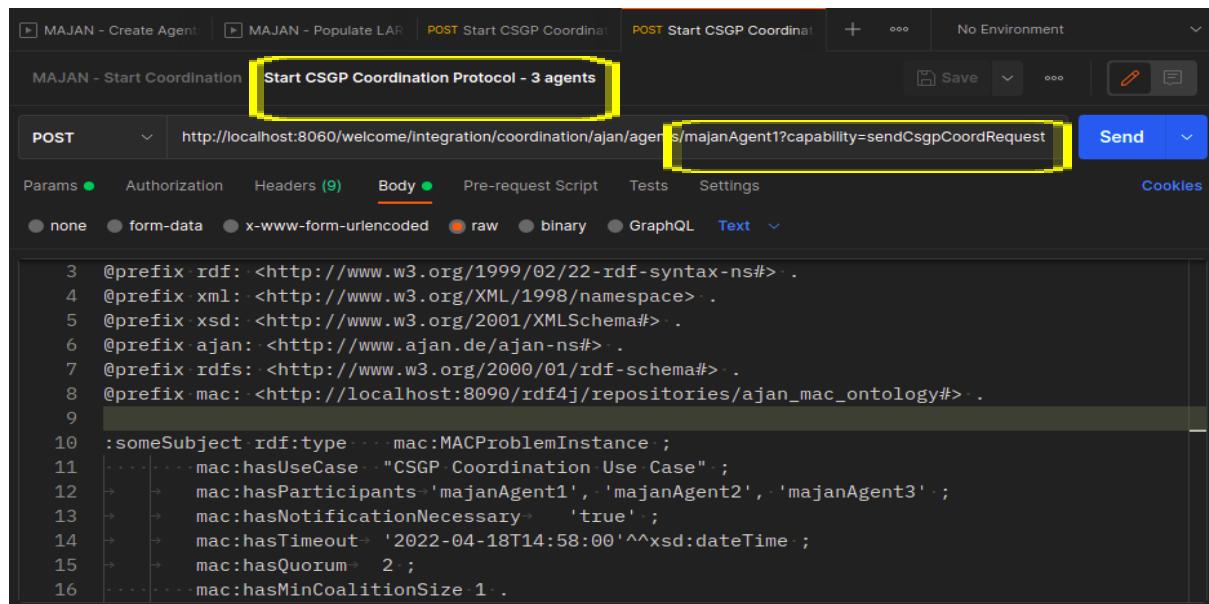 MAJAN - Create Agent MAJAN - Populate LAR POST Start CSGP Coordinat POST Start CSGP Coordinat + ooo No Environment
MAJAN - Start Coordination Start CSGP Coordination Protocol - 3 agents Save ooo
POST http://localhost:8060/welcome/integration/coordination/ajan/agents/majanAgent1?capability=sendCsgpCoordRequest Send
Params Authorization Headers (9) Body Pre-request Script Tests Settings Cookies
none form-data x-www-form-urlencoded raw binary GraphQL Text
3 @prefix rdf: <http://www.w3.org/1999/02/22-rdf-syntax-ns#> .
4 @prefix xml: <http://www.w3.org/XML/1998/namespace> .
5 @prefix xsd: <http://www.w3.org/2001/XMLSchema#> .
6 @prefix ajan: <http://www.ajan.de/ajan-ns#> .
7 @prefix rdfs: <http://www.w3.org/2000/01/rdf-schema#> .
8 @prefix mac: <http://localhost:8090/rdf4j/repositories/ajan_mac_ontology#> .
9
10 :someSubject rdf:type mac:MACProblemInstance ;
11 mac:hasUseCase "CSGP Coordination Use Case" ;
12 mac:hasParticipants 'majanAgent1', 'majanAgent2', 'majanAgent3' ;
13 mac:hasNotificationNecessary 'true' ;
14 mac:hasTimeout '2022-04-18T14:58:00'^^xsd:dateTime ;
15 mac:hasQuorum 2 ;
16 mac:hasMinCoalitionSize 1 .